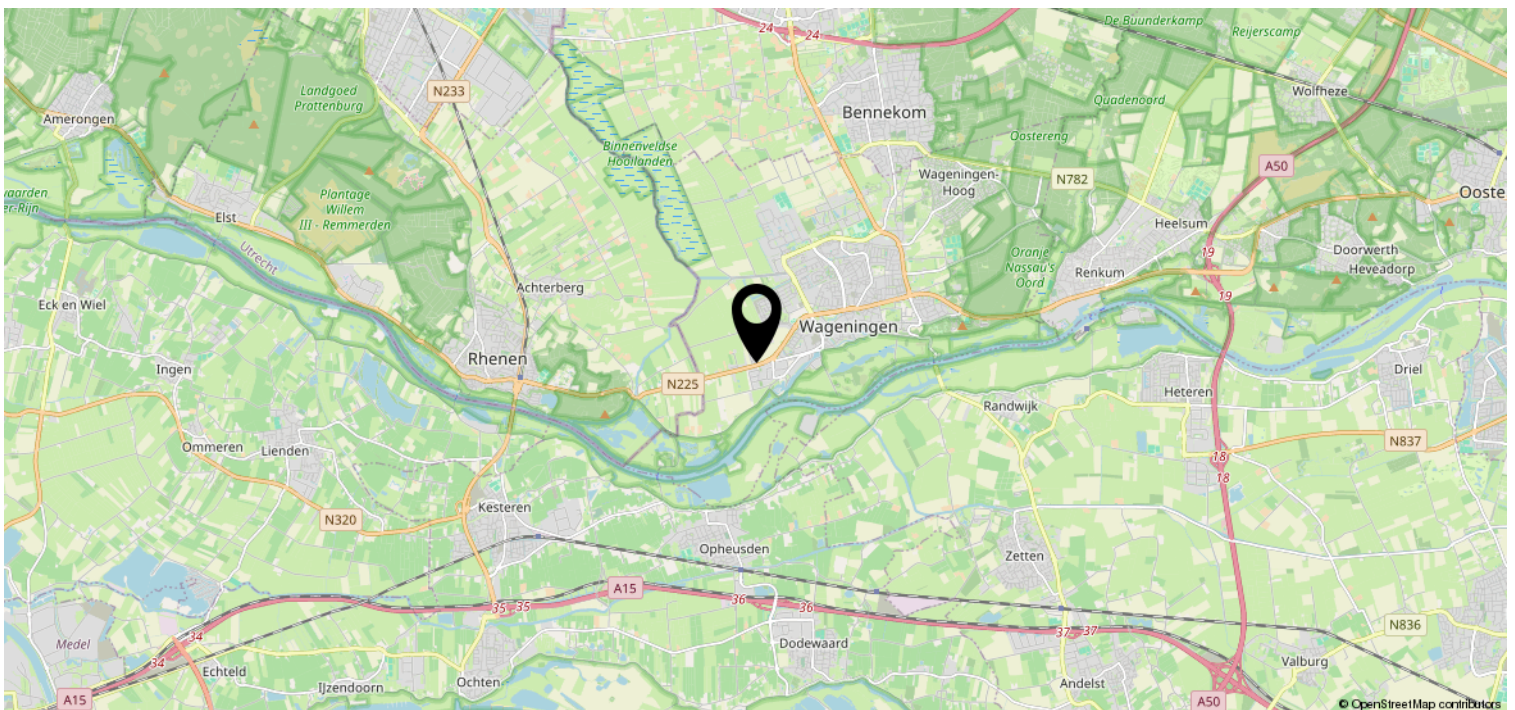 24
24
De Buunderkamp
Reijerscamp
N233
Landgoed
Prattenburg
Wolfheze
Amerongen
Bennekom
Quadenoord
Oostereng
Binnenveldse
Hooilanden
A50
Wageningen-
Hoog
N782
waarden
er-Rijn
Plantage
Willem
III - Remmerden
Ooste
Elst
Heelsum
Utrecht
19
Oranje
Nassau's
Oord
Doorwerth
Renkum
Heveadorp
Achterberg
19
Eck en Wiel
Wageningen
Rhenen
Ingen
N225
Driel
Heteren
Randwijk
N837
Ommeren
Lienden
18
18
Kesteren
N320
Opheusden
Zetten
A15
35
35
36
36
N836
37
37
34
Medel
Dodewaard
34
Echteld
Valburg
IJzendoorn
Ochten
Andelst
A15
A50
© OpenStreetMap contributors